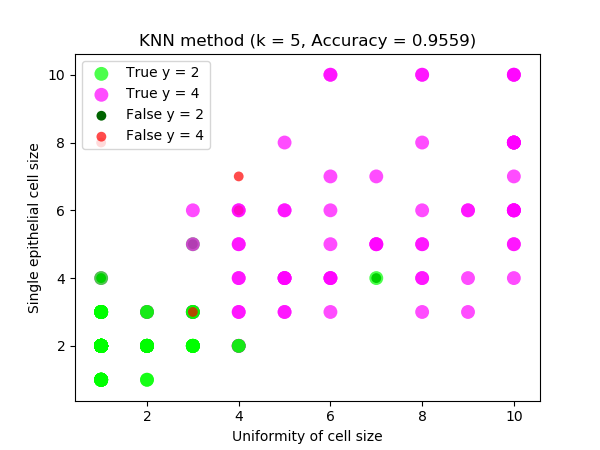 KNN method (k = 5, Accuracy = 0.9559)
True y = 2
True y = 4
False y = 2
False y = 4
10
8
6
4
2
Single epithelial cell size
2 4 6 8 10
Uniformity of cell size